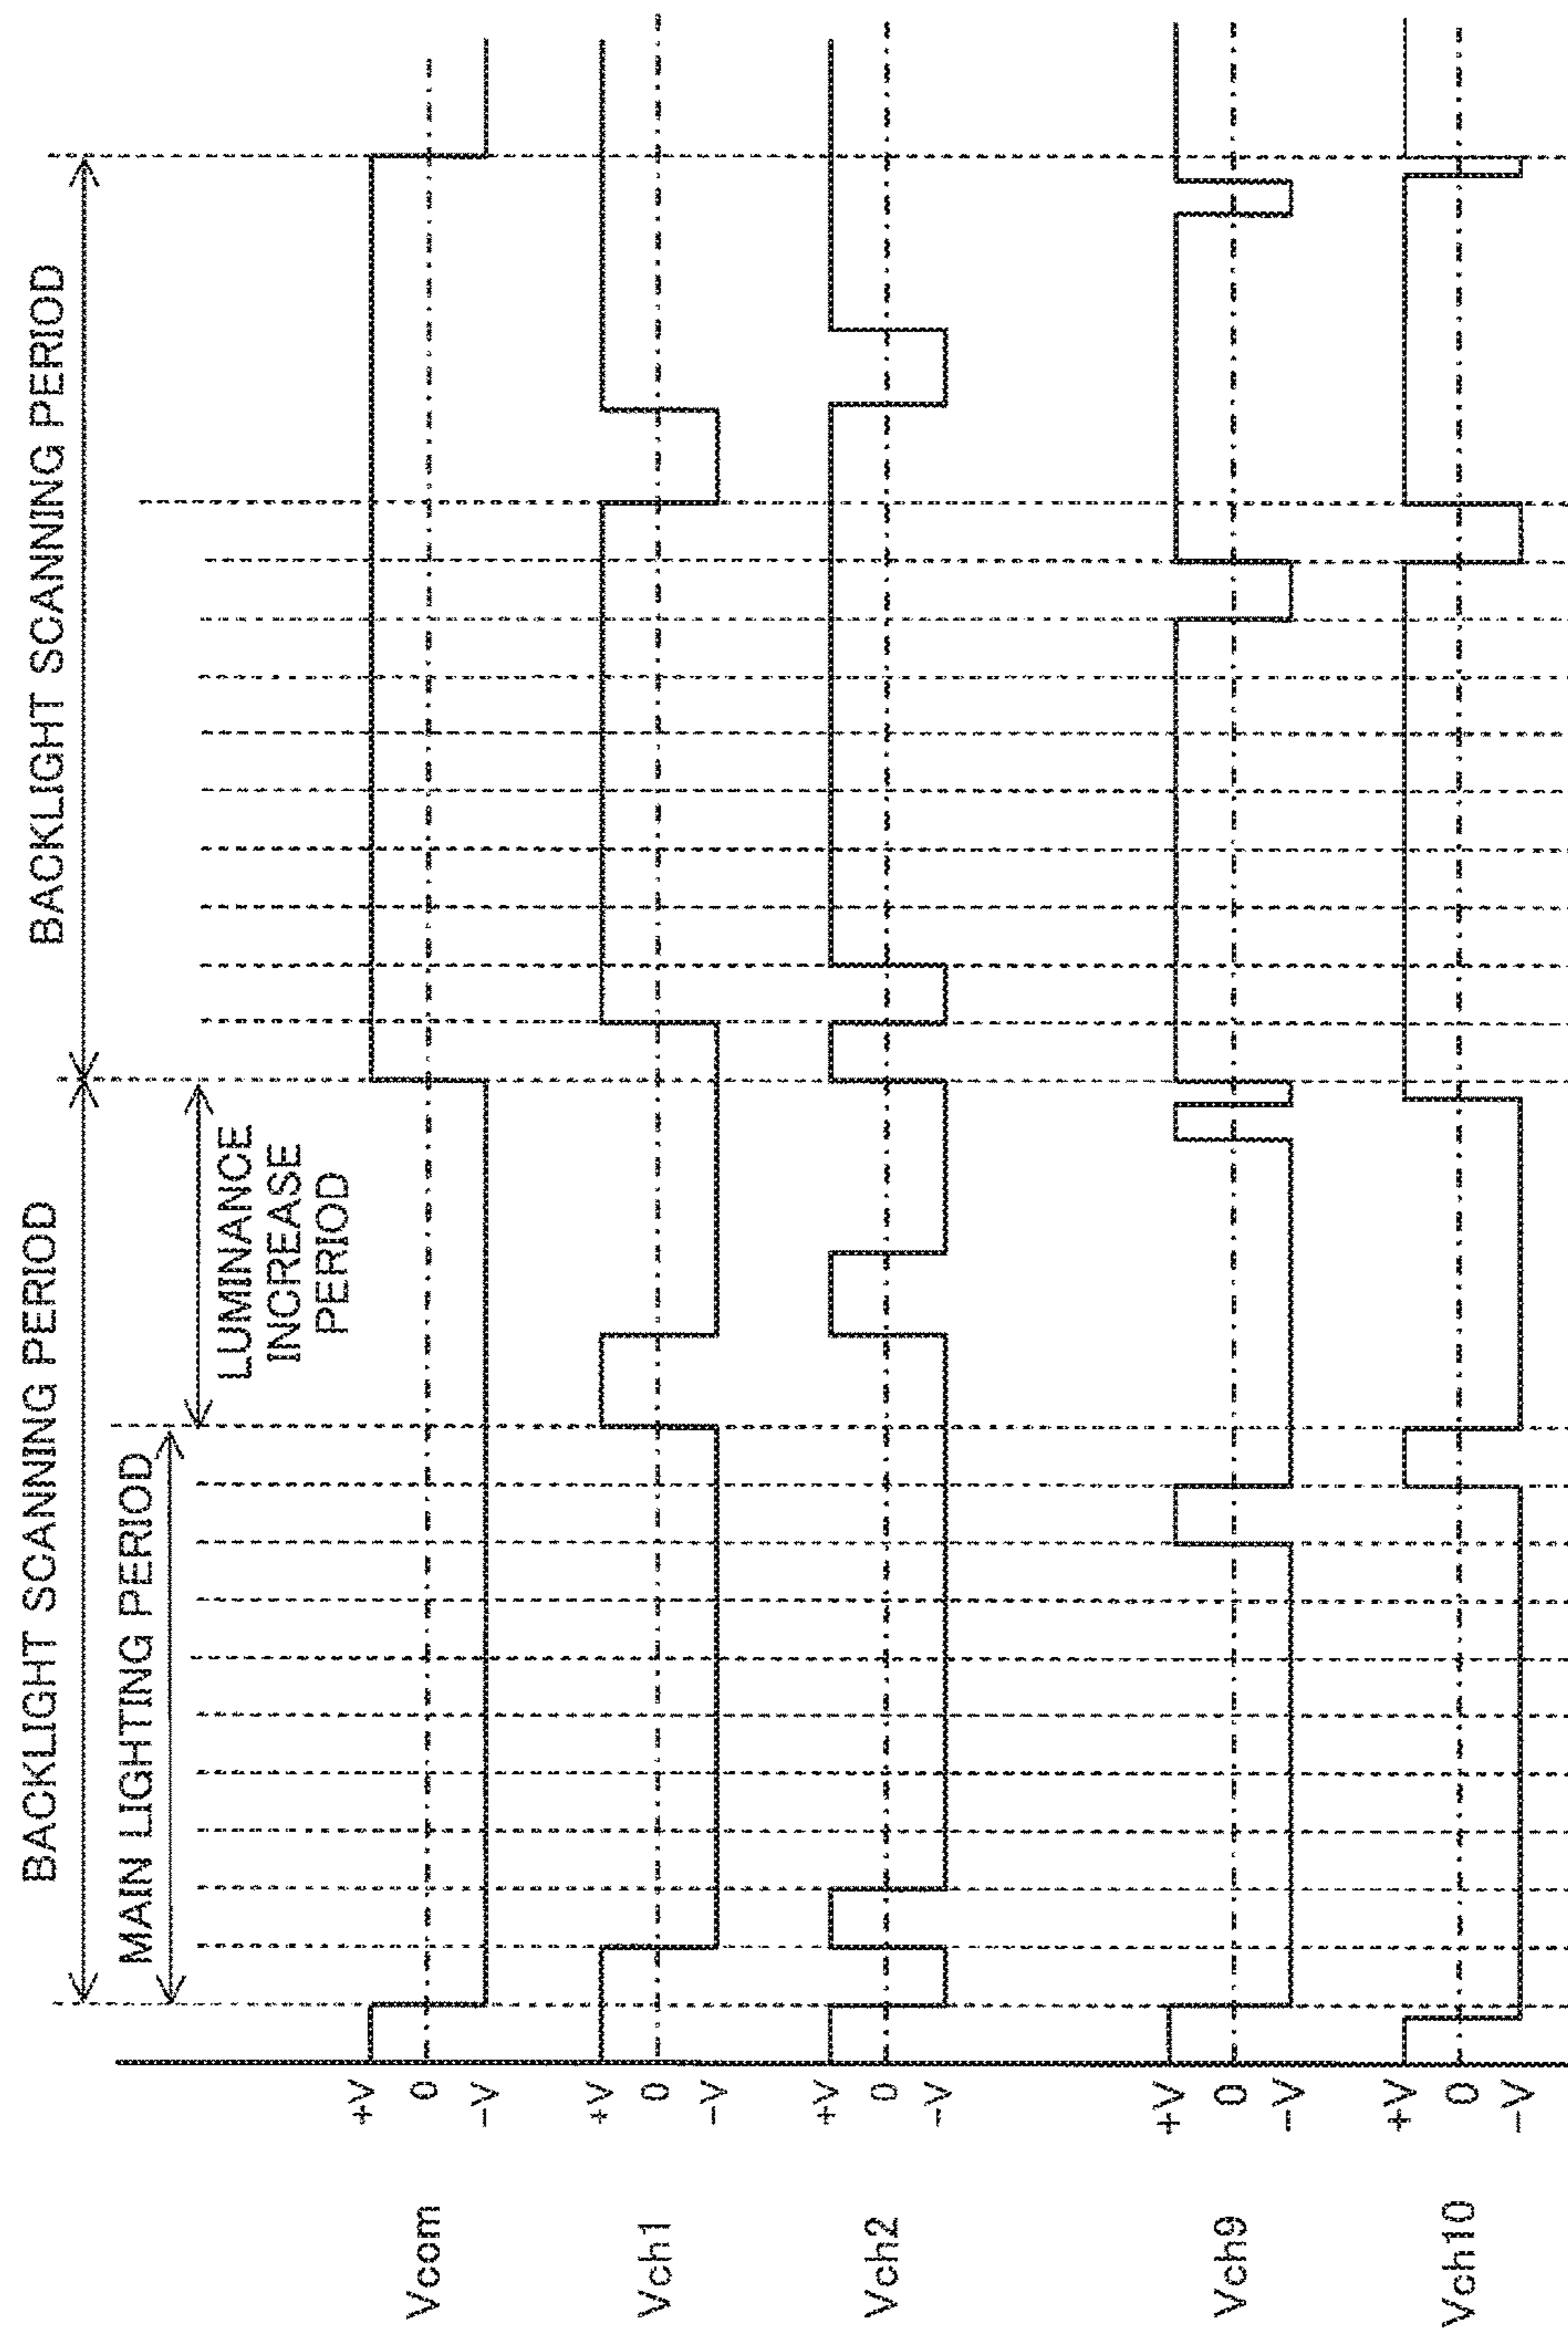 BACKLIGHT SCANNING PERIOD
BACKLIGHT SCANNING PERIOD
MAIN LIGHTING PERIOD
LUMINANCE
INCREASE
PERIOD
Vcom
+V
0
-V
Vch1
+V
0
-V
Vch2
+V
0
-V
Vch9
+V
0
-V
Vch10
+V
0
-V